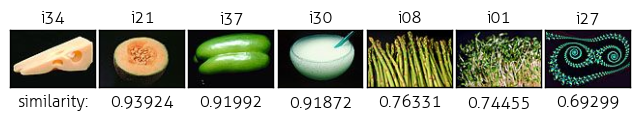 i34 i21 i37 i30 i08 i01 i27
similarity: 0.93924 0.91992 0.91872 0.76331 0.74455 0.69299